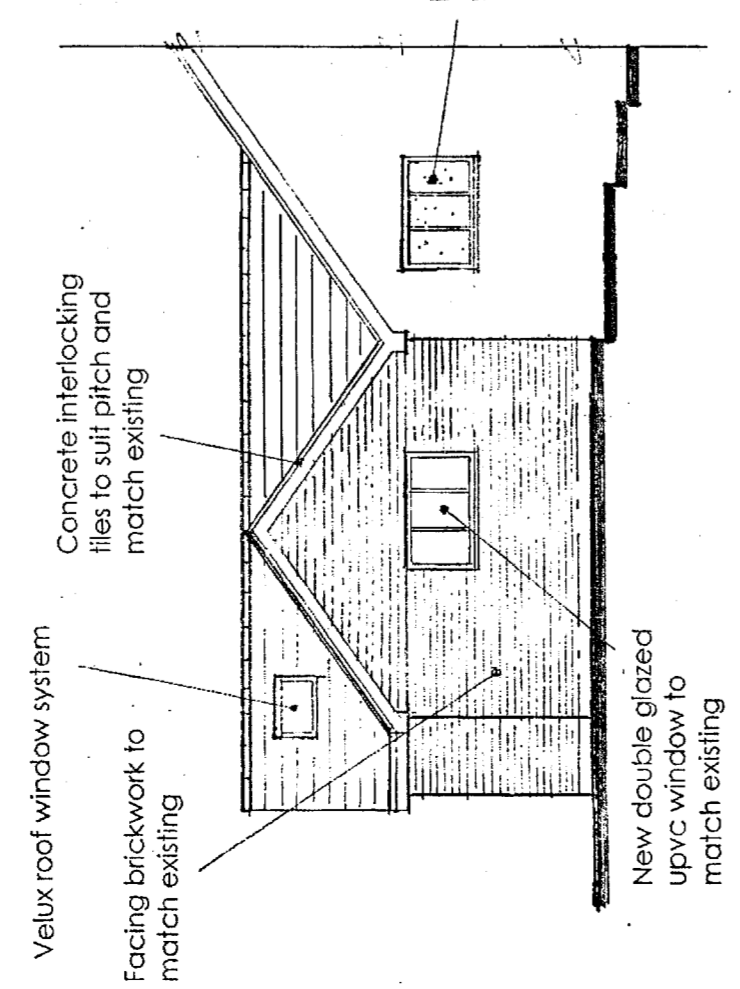 Velux roof window system
Facing brickwork to
match existing
Concrete interlocking
tiles to suit pitch and
match existing
New double glazed
upvc window to
match existing